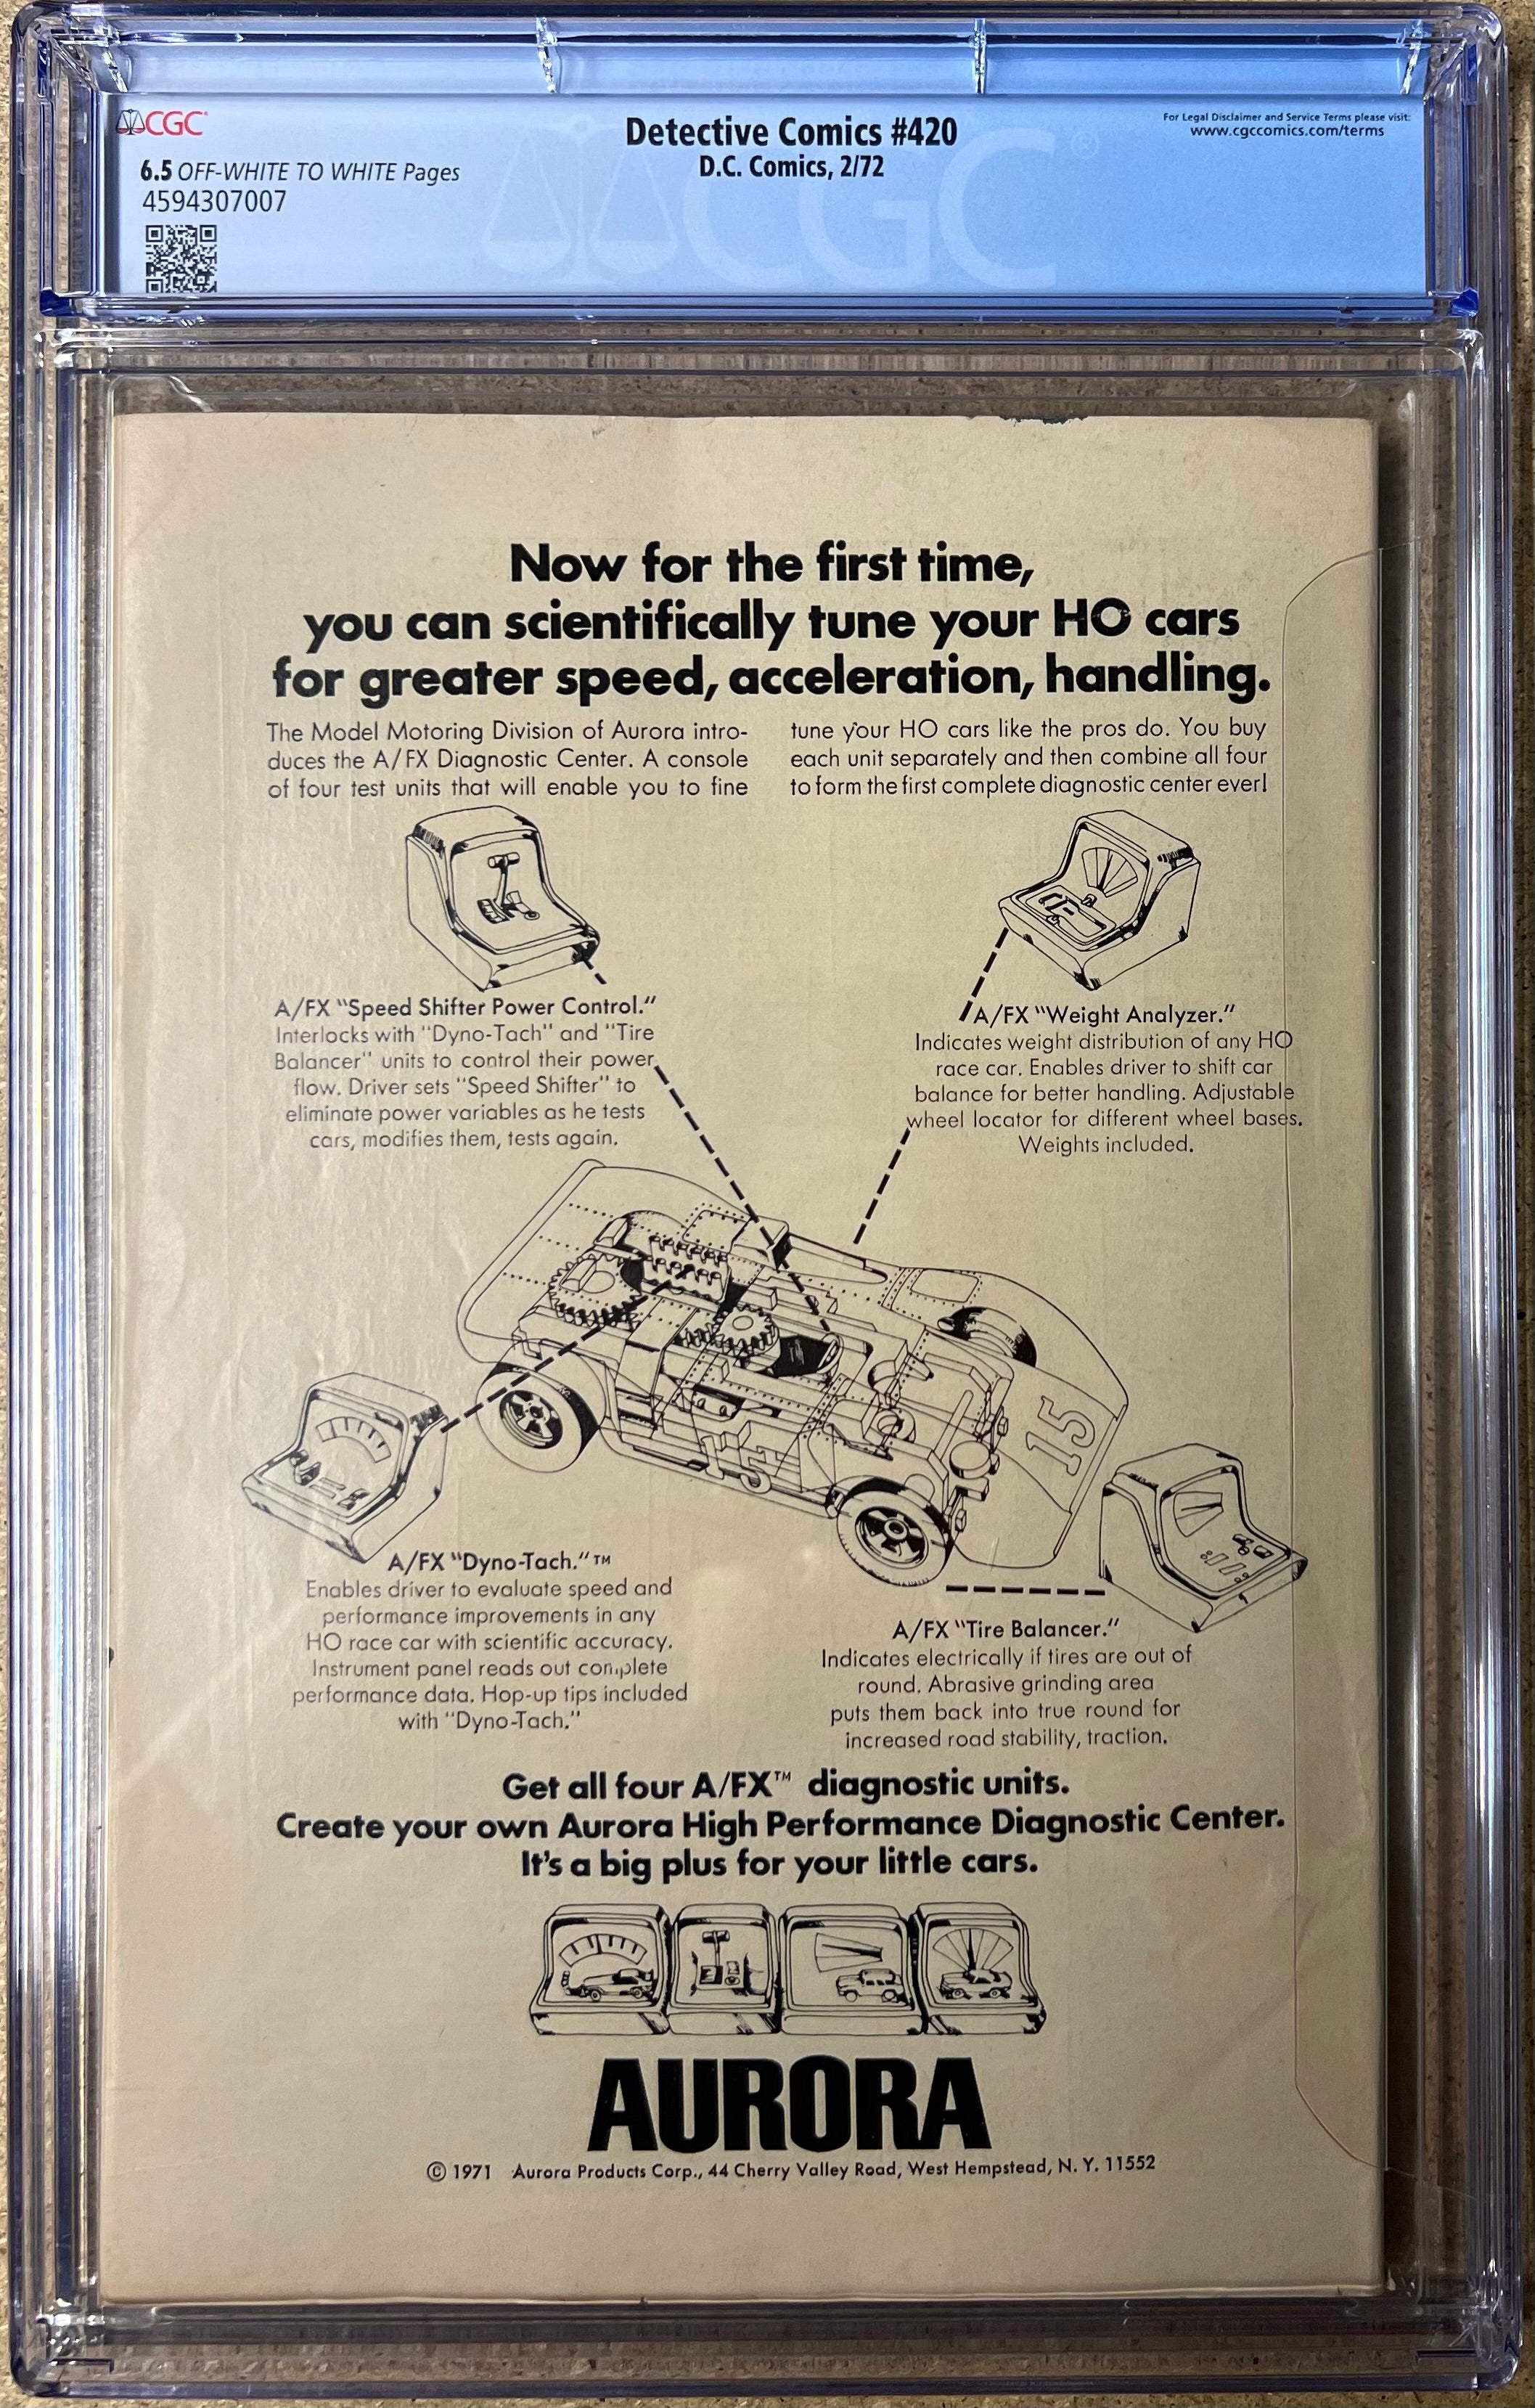 CGC
Detective Comics #420
D.C. Comics, 2/72
For Legal Disclaimer and Service Terms please visit:
www.cgccomics.com/terms
6.5 OFF-WHITE TO WHITE Pages
4594307007
CGC®
Now for the first time,
you can scientifically tune your HO cars
for greater speed, acceleration, handling.
The Model Motoring Division of Aurora intro-
duces the A/FX Diagnostic Center. A console
of four test units that will enable you to fine
tune your HO cars like the pros do. You buy
each unit separately and then combine all four
to form the first complete diagnostic center ever!
A/FX "Speed Shifter Power Control."
Interlocks with "Dyno-Tach" and "Tire
Balancer" units to control their power
flow. Driver sets "Speed Shifter" to
eliminate power variables as he tests
cars, modifies them, tests again.
A/FX "Weight Analyzer."
Indicates weight distribution of any HO
race car. Enables driver to shift car
balance for better handling. Adjustable
wheel locator for different wheel bases.
Weights included.
15
15
A/FX "Dyno-Tach."™
Enables driver to evaluate speed and
performance improvements in any
HO race car with scientific accuracy.
Instrument panel reads out complete
performance data. Hop-up tips included
with "Dyno-Tach."
A/FX "Tire Balancer."
Indicates electrically if tires are out of
round. Abrasive grinding area
puts them back into true round for
increased road stability, traction.
Get all four A/FX™ diagnostic units.
Create your own Aurora High Performance Diagnostic Center.
It's a big plus for your little cars.
AURORA
© 1971 Aurora Products Corp., 44 Cherry Valley Road, West Hempstead, N. Y. 11552